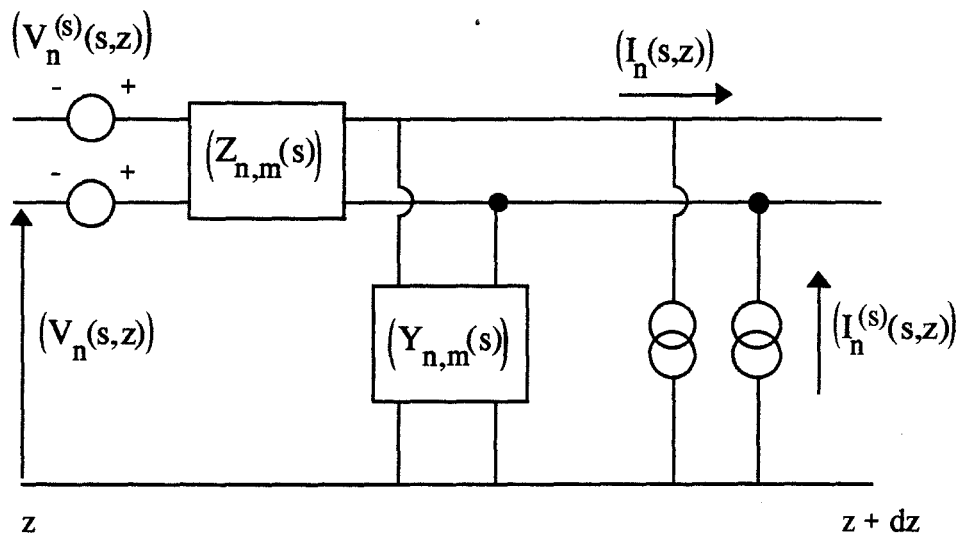 (V_n^(s)(s,z))
(I_n(s,z))
- +
(Z_n,m(s))
- +
(V_n(s,z))
(Y_n,m(s))
(I_n^(s)(s,z))
z
z + dz